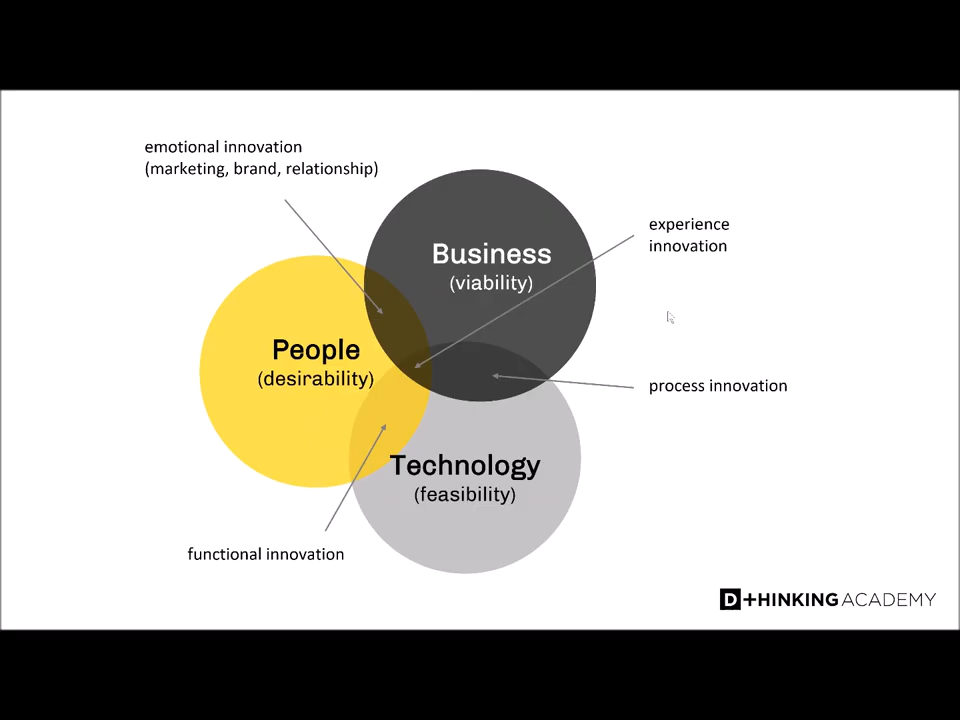 emotional innovation
(marketing, brand, relationship)
experience
innovation
Business
(viability)
People
(desirability)
process innovation
Technology
(feasibility)
functional innovation
D+HINKING ACADEMY